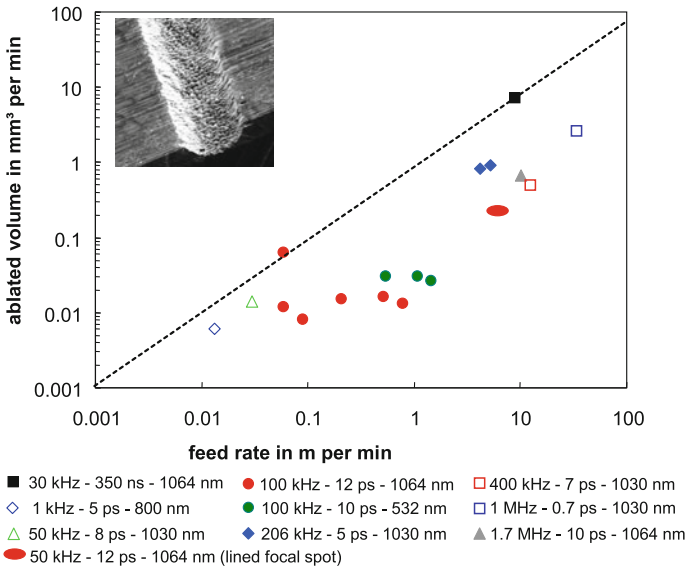 100
10
1
0.1
0.01
0.001
ablated volume in mm³ per min
0.001 0.01 0.1 1 10 100
feed rate in m per min
30 kHz - 350 ns - 1064 nm
100 kHz - 12 ps - 1064 nm
400 kHz - 7 ps - 1030 nm
1 kHz - 5 ps - 800 nm
100 kHz - 10 ps - 532 nm
1 MHz - 0.7 ps - 1030 nm
50 kHz - 8 ps - 1030 nm
206 kHz - 5 ps - 1030 nm
1.7 MHz - 10 ps - 1064 nm
50 kHz - 12 ps - 1064 nm (lined focal spot)